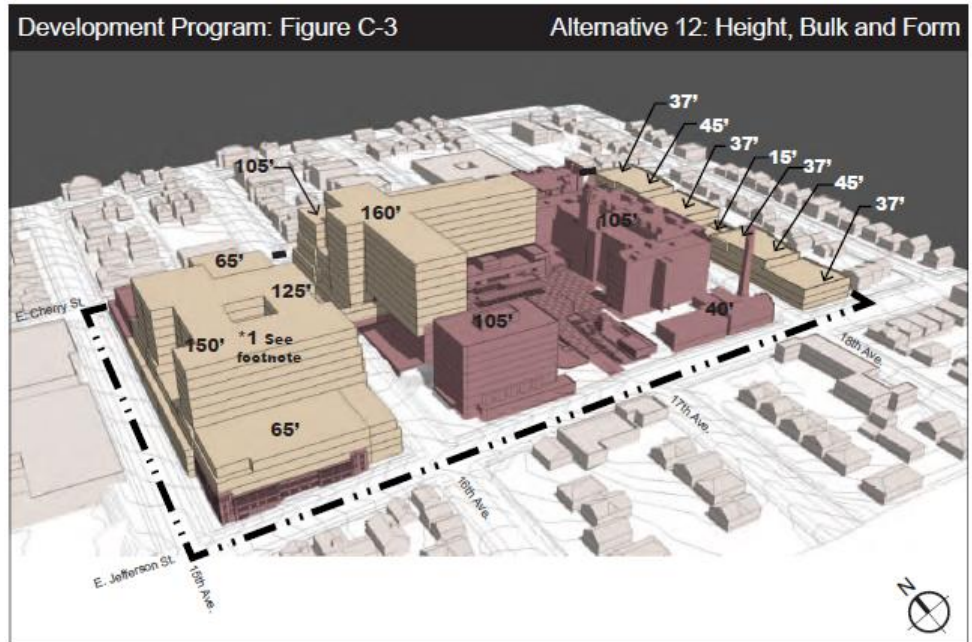 Development Program: Figure C-3
Alternative 12: Height, Bulk and Form
37'
45'
37'
15'
37'
45'
37'
105'
160'
105'
65'
125'
E. Cherry St.
150'
*1 See
footnote
105'
40'
65'
18th Ave.
17th Ave.
16th Ave.
E. Jefferson St.
15th Ave.
N